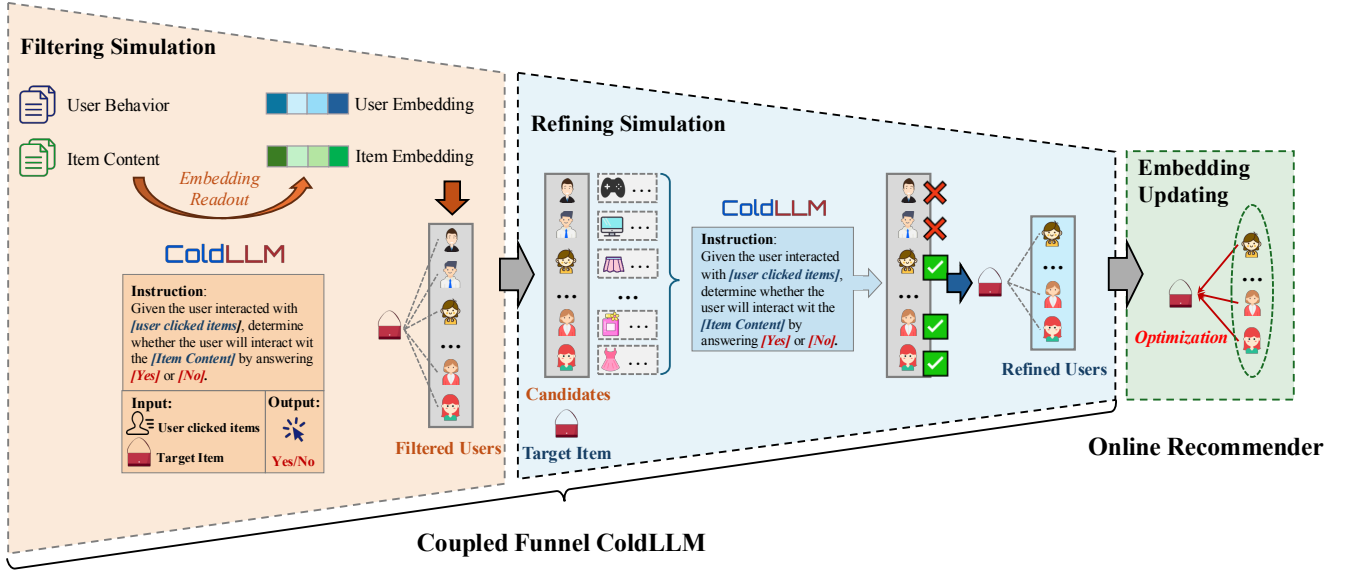 Filtering Simulation
User Behavior
User Embedding
Item Content
Item Embedding
Embedding
Readout
ColdLLM
Instruction:
Given the user interacted with
[user clicked items], determine
whether the user will interact wit
the [Item Content] by answering
[Yes] or [No].
Input:
User clicked items
Target Item
Output:
Yes/No
...
Filtered Users
Refining Simulation
...
...
...
...
...
...
...
Candidates
Target Item
ColdLLM
Instruction:
Given the user interacted
with [user clicked items],
determine whether the
user will interact wit the
[Item Content] by
answering [Yes] or [No].
...
...
Refined Users
Embedding
Updating
...
Optimization
Online Recommender
Coupled Funnel ColdLLM